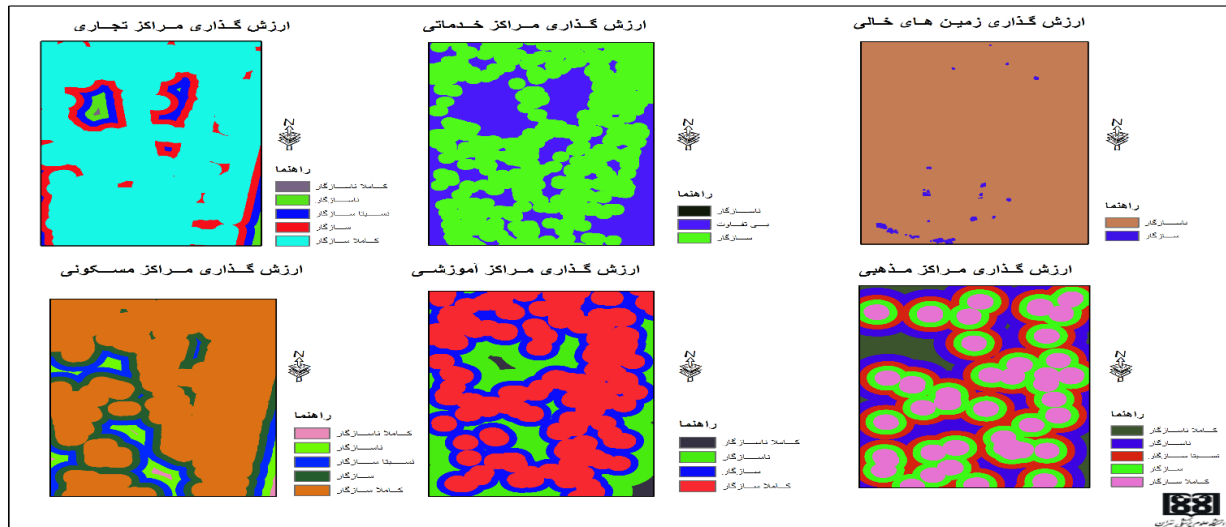 ارزش گذاری زمین های خالی
راهنما
ناسازگار
سازگار
ارزش گذاری مراکز خدماتی
راهنما
ناسازگار
بی تفاوت
سازگار
ارزش گذاری مراکز تجاری
راهنما
کاملا ناسازگار
ناسازگار
نسبتا سازگار
سازگار
کاملا سازگار
ارزش گذاری مراکز مذهبی
راهنما
کاملا ناسازگار
ناسازگار
نسبتا سازگار
سازگار
کاملا سازگار
ارزش گذاری مراکز آموزشی
راهنما
کاملا ناسازگار
ناسازگار
سازگار
کاملا سازگار
ارزش گذاری مراکز مسکونی
راهنما
کاملا ناسازگار
ناسازگار
نسبتا سازگار
سازگار
کاملا سازگار